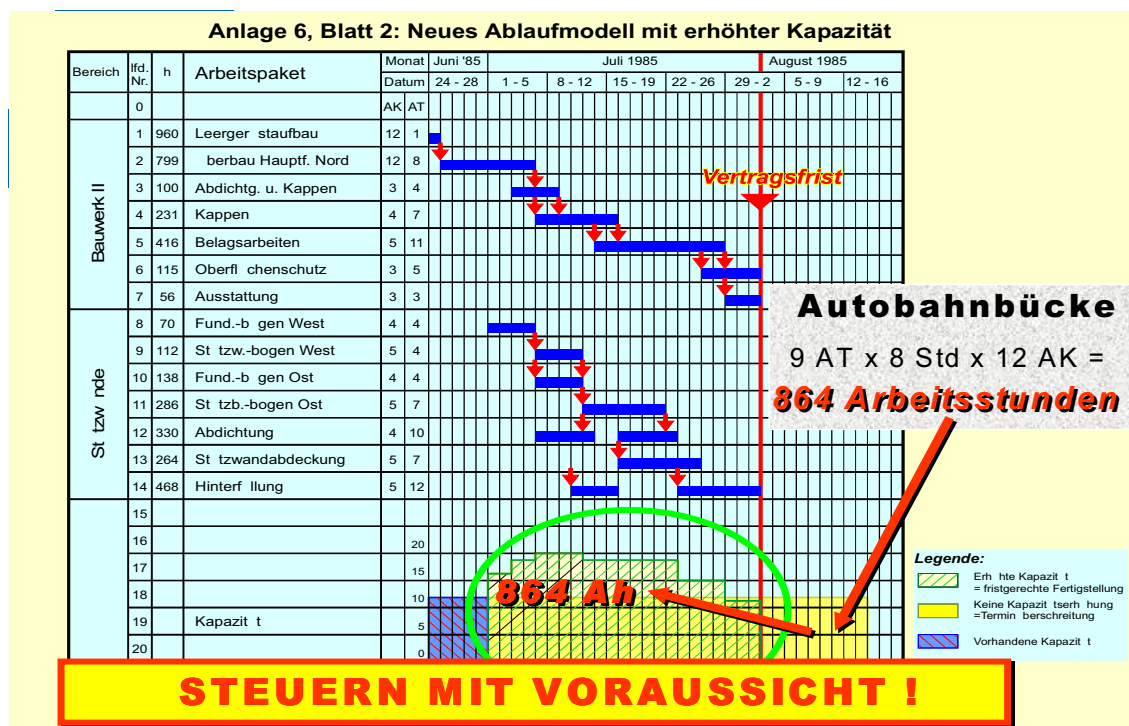 Anlage 6, Blatt 2: Neues Ablaufmodell mit erhöhter Kapazität
Bereich lfd. Nr. h Arbeitspaket Monat Juni '85 Juli 1985 August 1985
Datum 24 - 28 1 - 5 8 - 12 15 - 19 22 - 26 29 - 2 5 - 9 12 - 16
0 AK AT
Bauwerk II
1 960 Leerger staufbau 12 1
2 799 berbau Hauptf. Nord 12 8
3 100 Abdichtg. u. Kappen 3 4
4 231 Kappen 4 7
5 416 Belagsarbeiten 5 11
6 115 Oberfl chenschutz 3 5
7 56 Ausstattung 3 3
St tzw nde
8 70 Fund.-b gen West 4 4
9 112 St tzw.-bogen West 5 4
10 138 Fund.-b gen Ost 4 4
11 286 St tzb.-bogen Ost 5 7
12 330 Abdichtung 4 10
13 264 St tzwandabdeckung 5 7
14 468 Hinterf llung 5 12
15
16 20
17 15
18 10
19 Kapazit t 5
20 0
Vertragsfrist
Autobahnbücke
9 AT x 8 Std x 12 AK =
864 Arbeitsstunden
864 Ah
Legende:
Erh hte Kapazit t
= fristgerechte Fertigstellung
Keine Kapazit tserh hung
=Termin berschreitung
Vorhandene Kapazit t
STEUERN MIT VORAUSSICHT !